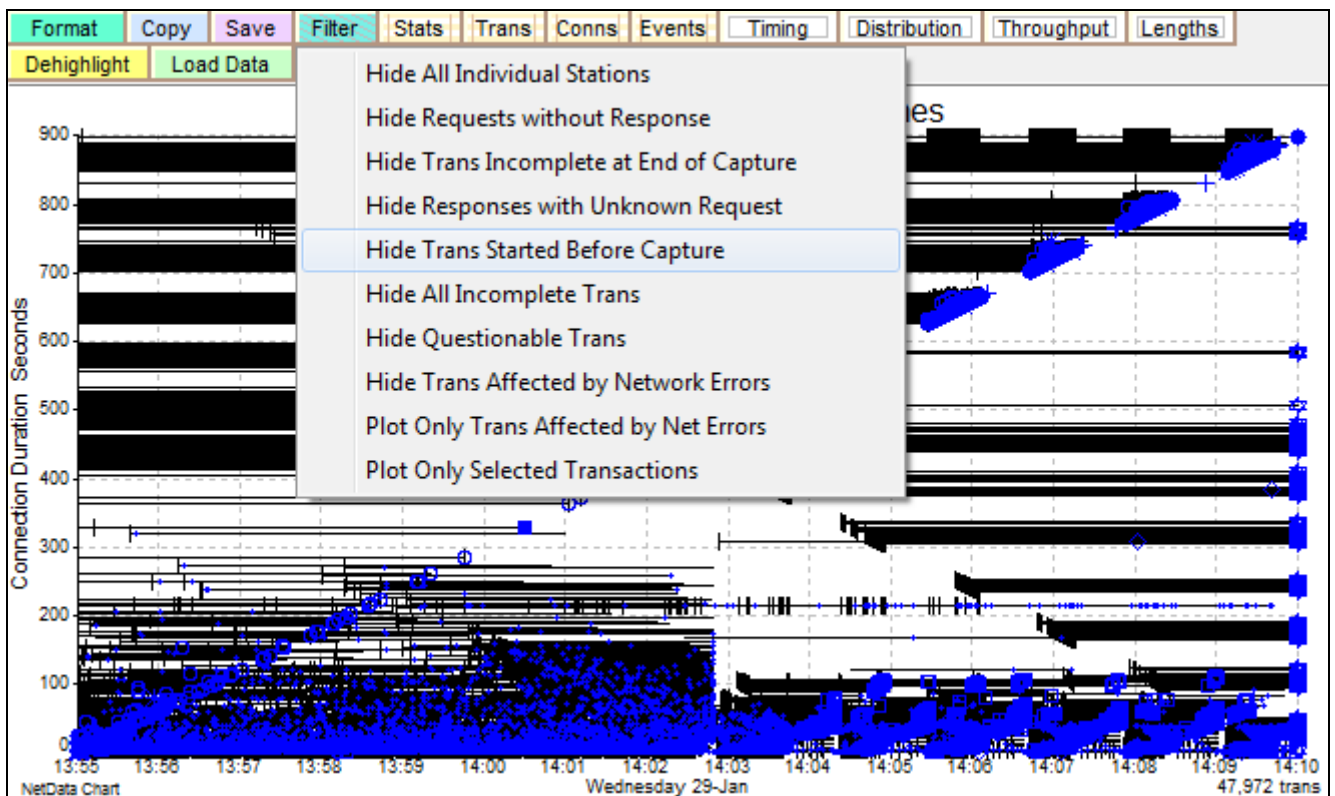 Format Copy Save Filter Stats Trans Conns Events Timing Distribution Throughput Lengths
Dehighlight Load Data
Hide All Individual Stations
Hide Requests without Response
Hide Trans Incomplete at End of Capture
Hide Responses with Unknown Request
Hide Trans Started Before Capture
Hide All Incomplete Trans
Hide Questionable Trans
Hide Trans Affected by Network Errors
Plot Only Trans Affected by Net Errors
Plot Only Selected Transactions
Connection Duration Seconds
900
800
700
600
500
400
300
200
100
0
13:55 13:56 13:57 13:58 13:59 14:00 14:01 14:02 14:03 14:04 14:05 14:06 14:07 14:08 14:09 14:10
NetData Chart Wednesday 29-Jan 47,972 trans